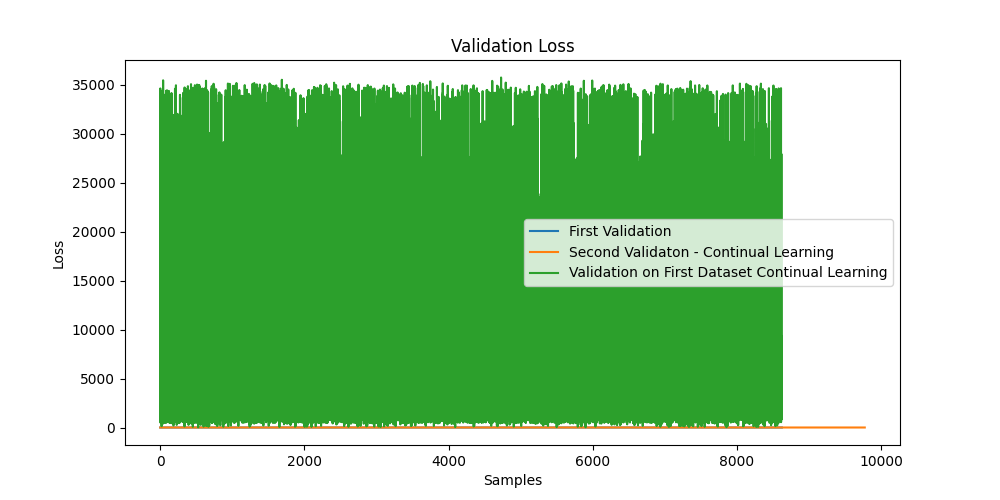 Validation Loss
35000
30000
25000
20000
15000
10000
5000
0
Loss
First Validation
Second Validaton - Continual Learning
Validation on First Dataset Continual Learning
0 2000 4000 6000 8000 10000
Samples